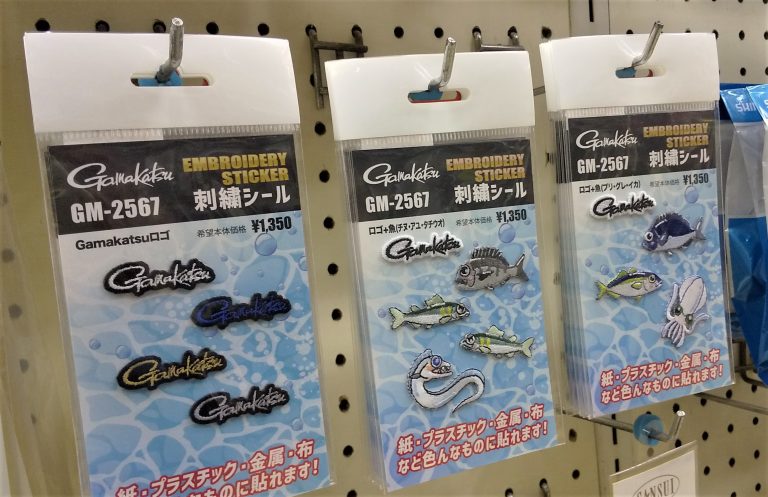 Gamakatsu
EMBROIDERY
STICKER
GM-2567
刺繍シール
Gamakatsuロゴ
希望本体価格 ¥1,350
Gamakatsu
Gamakatsu
Gamakatsu
Gamakatsu
紙・プラスチック・金属・布
など色んなものに貼れます!
Gamakatsu
EMBROIDERY
STICKER
GM-2567
刺繍シール
ロゴ+魚(チヌ・アユ・タチウオ)
希望本体価格 ¥1,350
Gamakatsu
紙・プラスチック・金属・布
など色んなものに貼れます!
Gamakatsu
EMBROIDERY
STICKER
GM-2567
刺繍シール
ロゴ+魚(ブリ・グレ・イカ)
希望本体価格 ¥1,350
Gamakatsu
紙・プラスチック・金属・布
など色んなものに貼れます!
SANSUI